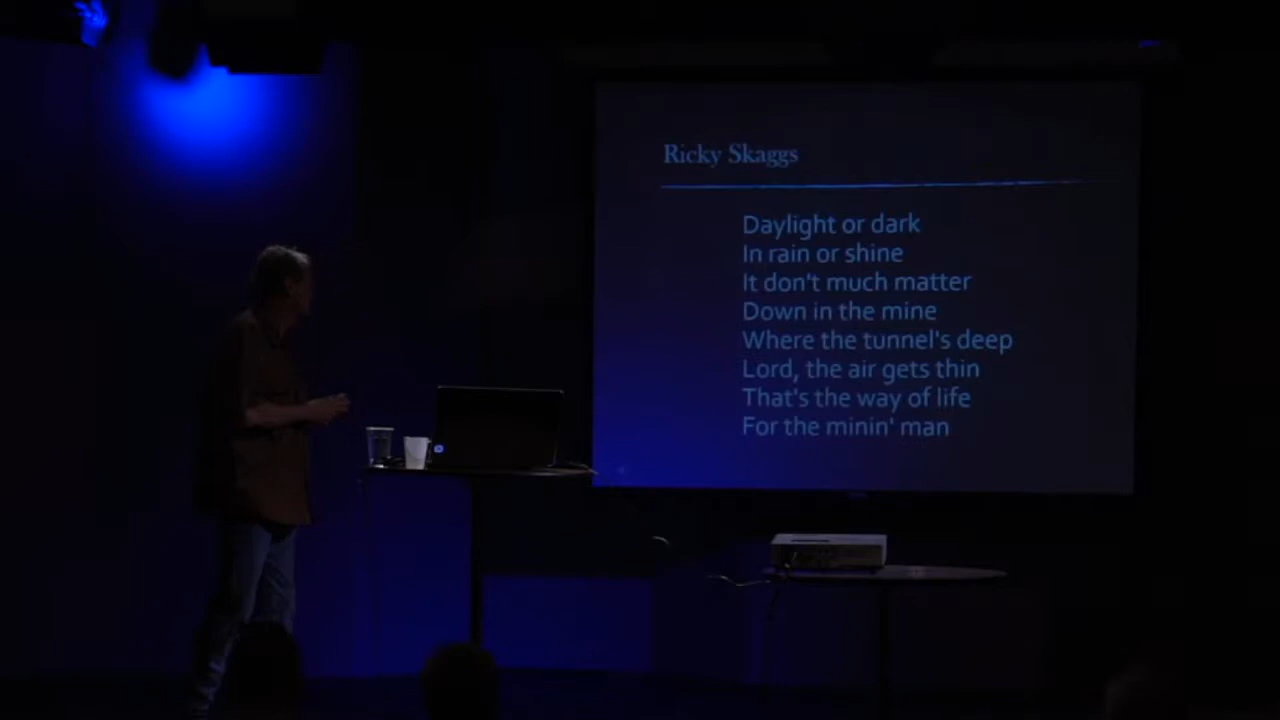 Ricky Skaggs
Daylight or dark
In rain or shine
It don't much matter
Down in the mine
Where the tunnel's deep
Lord, the air gets thin
That's the way of life
For the minin' man